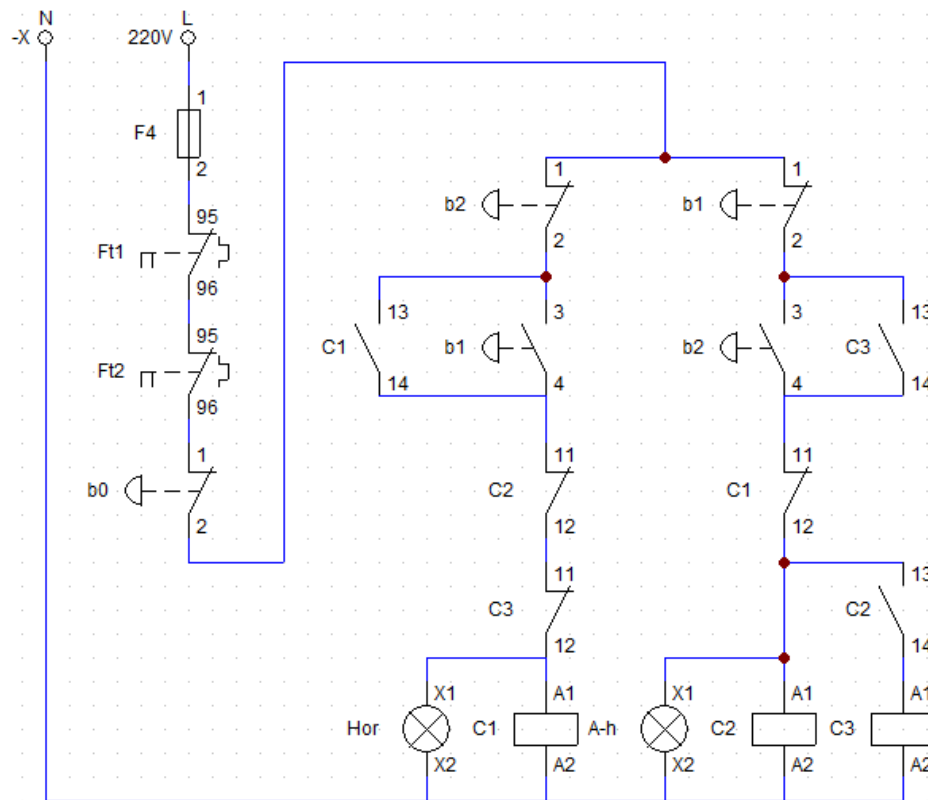 N L
-X 220V
1
F4
2
1 1
b2 b1
95
2 2
Ft1
96
13 3 3 13
C1 b1 b2 C3
95
14 4 4 14
Ft2
96
1 11 11
b0 C2 C1
2 12 12
11 13
C3 C2
12 14
X1 A1 X1 A1 A1
Hor C1 A-h C2 C3
X2 A2 X2 A2 A2